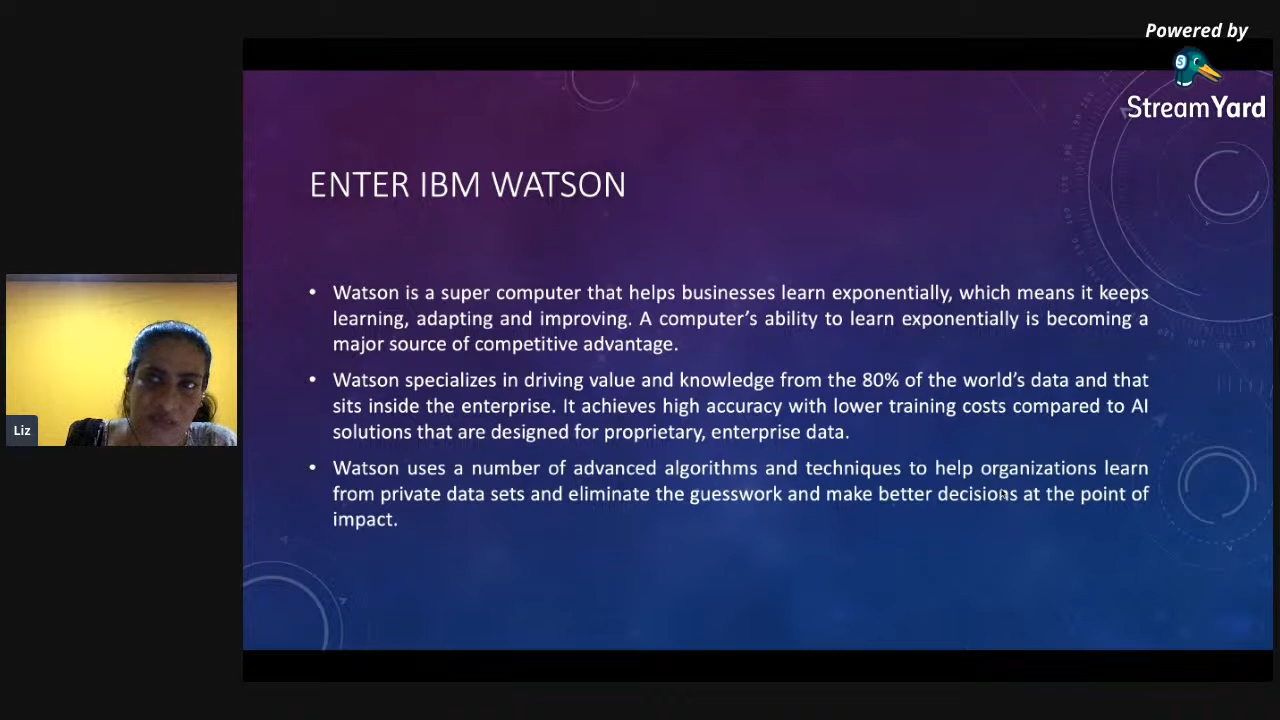 Powered by
StreamYard
ENTER IBM WATSON
• Watson is a super computer that helps businesses learn exponentially, which means it keeps
learning, adapting and improving. A computer's ability to learn exponentially is becoming a
major source of competitive advantage.
• Watson specializes in driving value and knowledge from the 80% of the world's data and that
sits inside the enterprise. It achieves high accuracy with lower training costs compared to AI
solutions that are designed for proprietary, enterprise data.
• Watson uses a number of advanced algorithms and techniques to help organizations learn
from private data sets and eliminate the guesswork and make better decisions at the point of
impact.
Liz